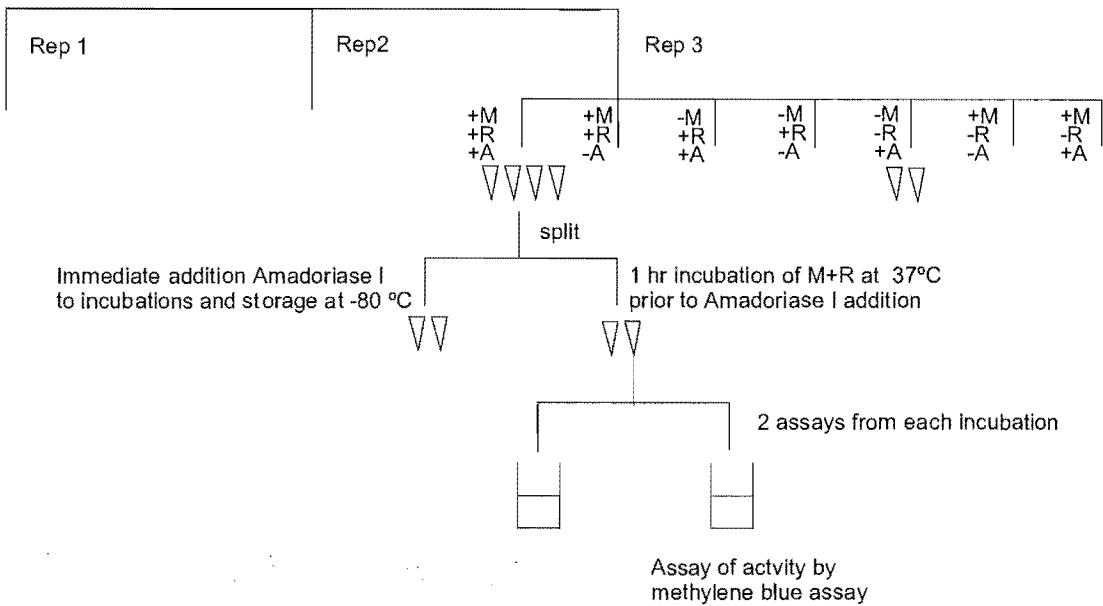 Rep 1
Rep2
Rep 3
+M +M -M -M -M +M +M
+R +R +R +R -R -R -R
+A -A +A -A +A -A +A
split
Immediate addition Amadoriase I
to incubations and storage at -80 ºC
1 hr incubation of M+R at 37ºC
prior to Amadoriase I addition
2 assays from each incubation
Assay of actvity by
methylene blue assay